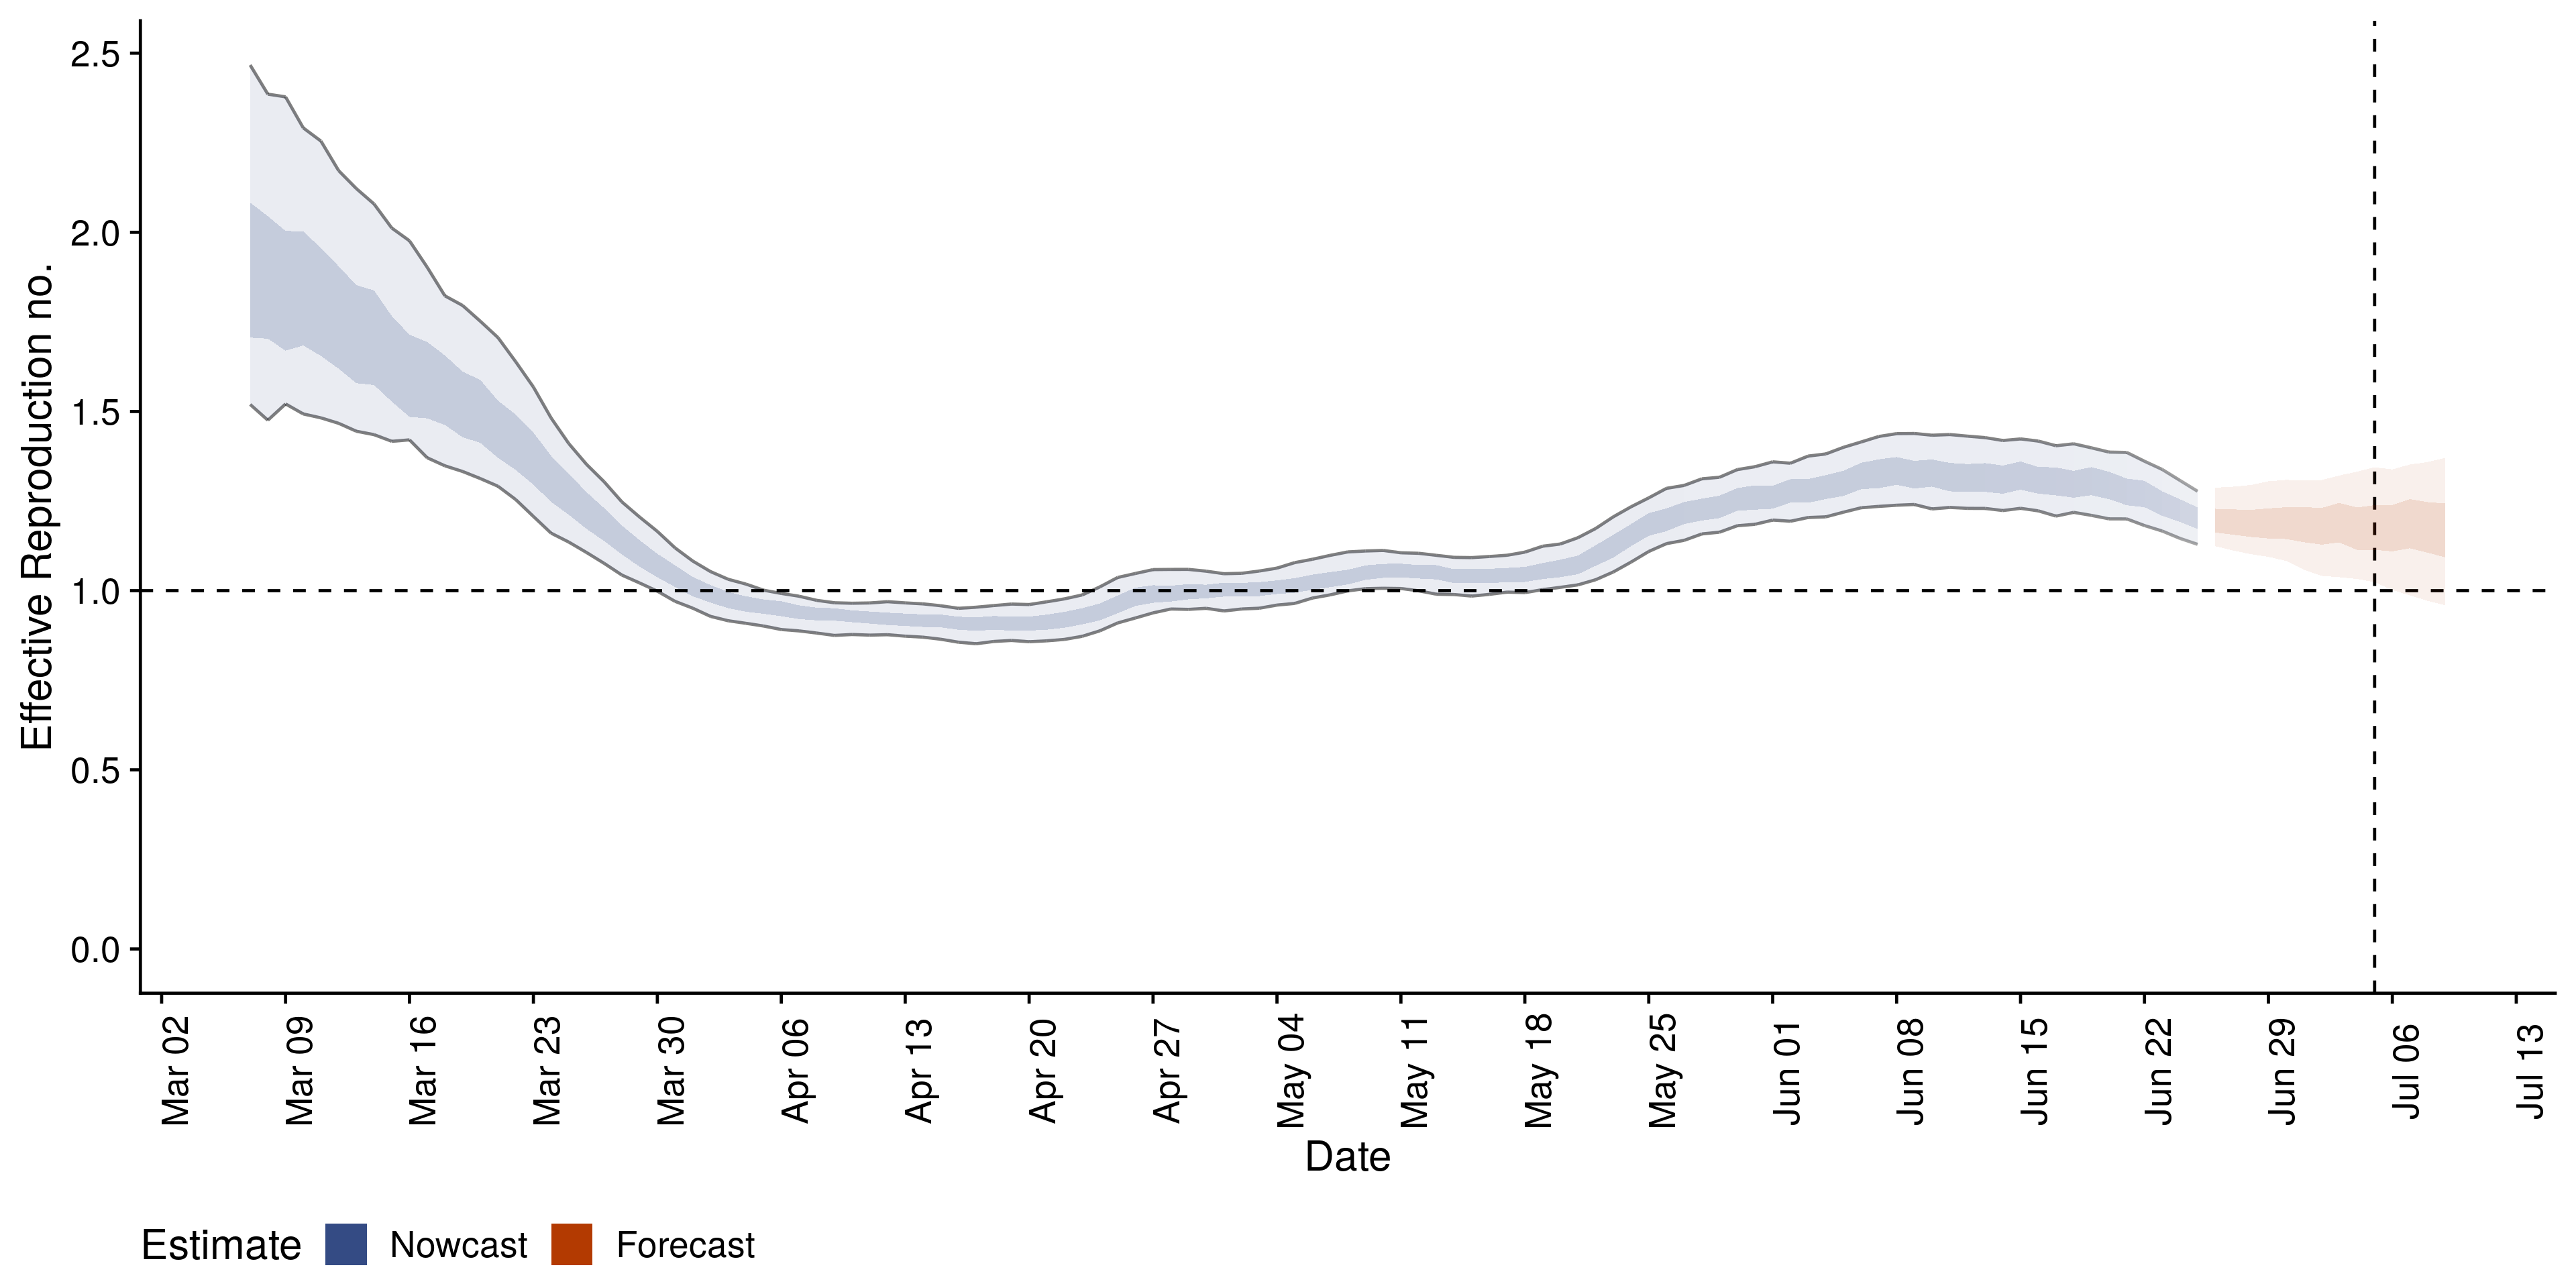 Effective Reproduction no.
2.5
2.0
1.5
1.0
0.5
0.0
Mar 02
Mar 09
Mar 16
Mar 23
Mar 30
Apr 06
Apr 13
Apr 20
Apr 27
May 04
May 11
May 18
May 25
Jun 01
Jun 08
Jun 15
Jun 22
Jun 29
Jul 06
Jul 13
Date
Estimate Nowcast Forecast